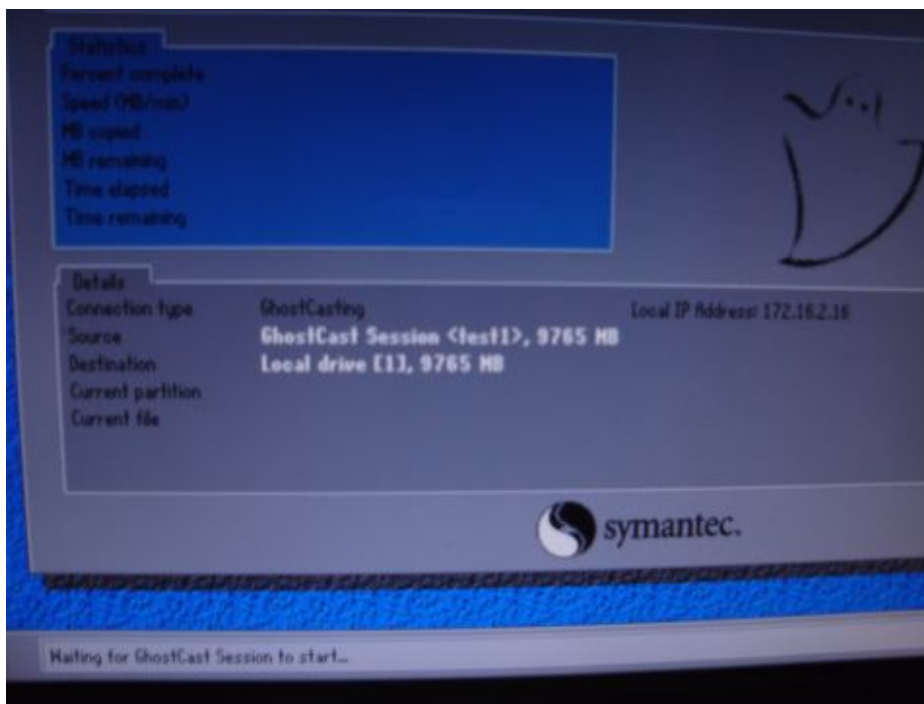 Statistics
Percent complete
Speed (MB/min)
MB copied
MB remaining
Time elapsed
Time remaining
Details
Connection type GhostCasting Local IP Address: 172.16.2.16
Source GhostCast Session <test1>, 9765 MB
Destination Local drive [1], 9765 MB
Current partition
Current file
symantec.
Waiting for GhostCast Session to start...